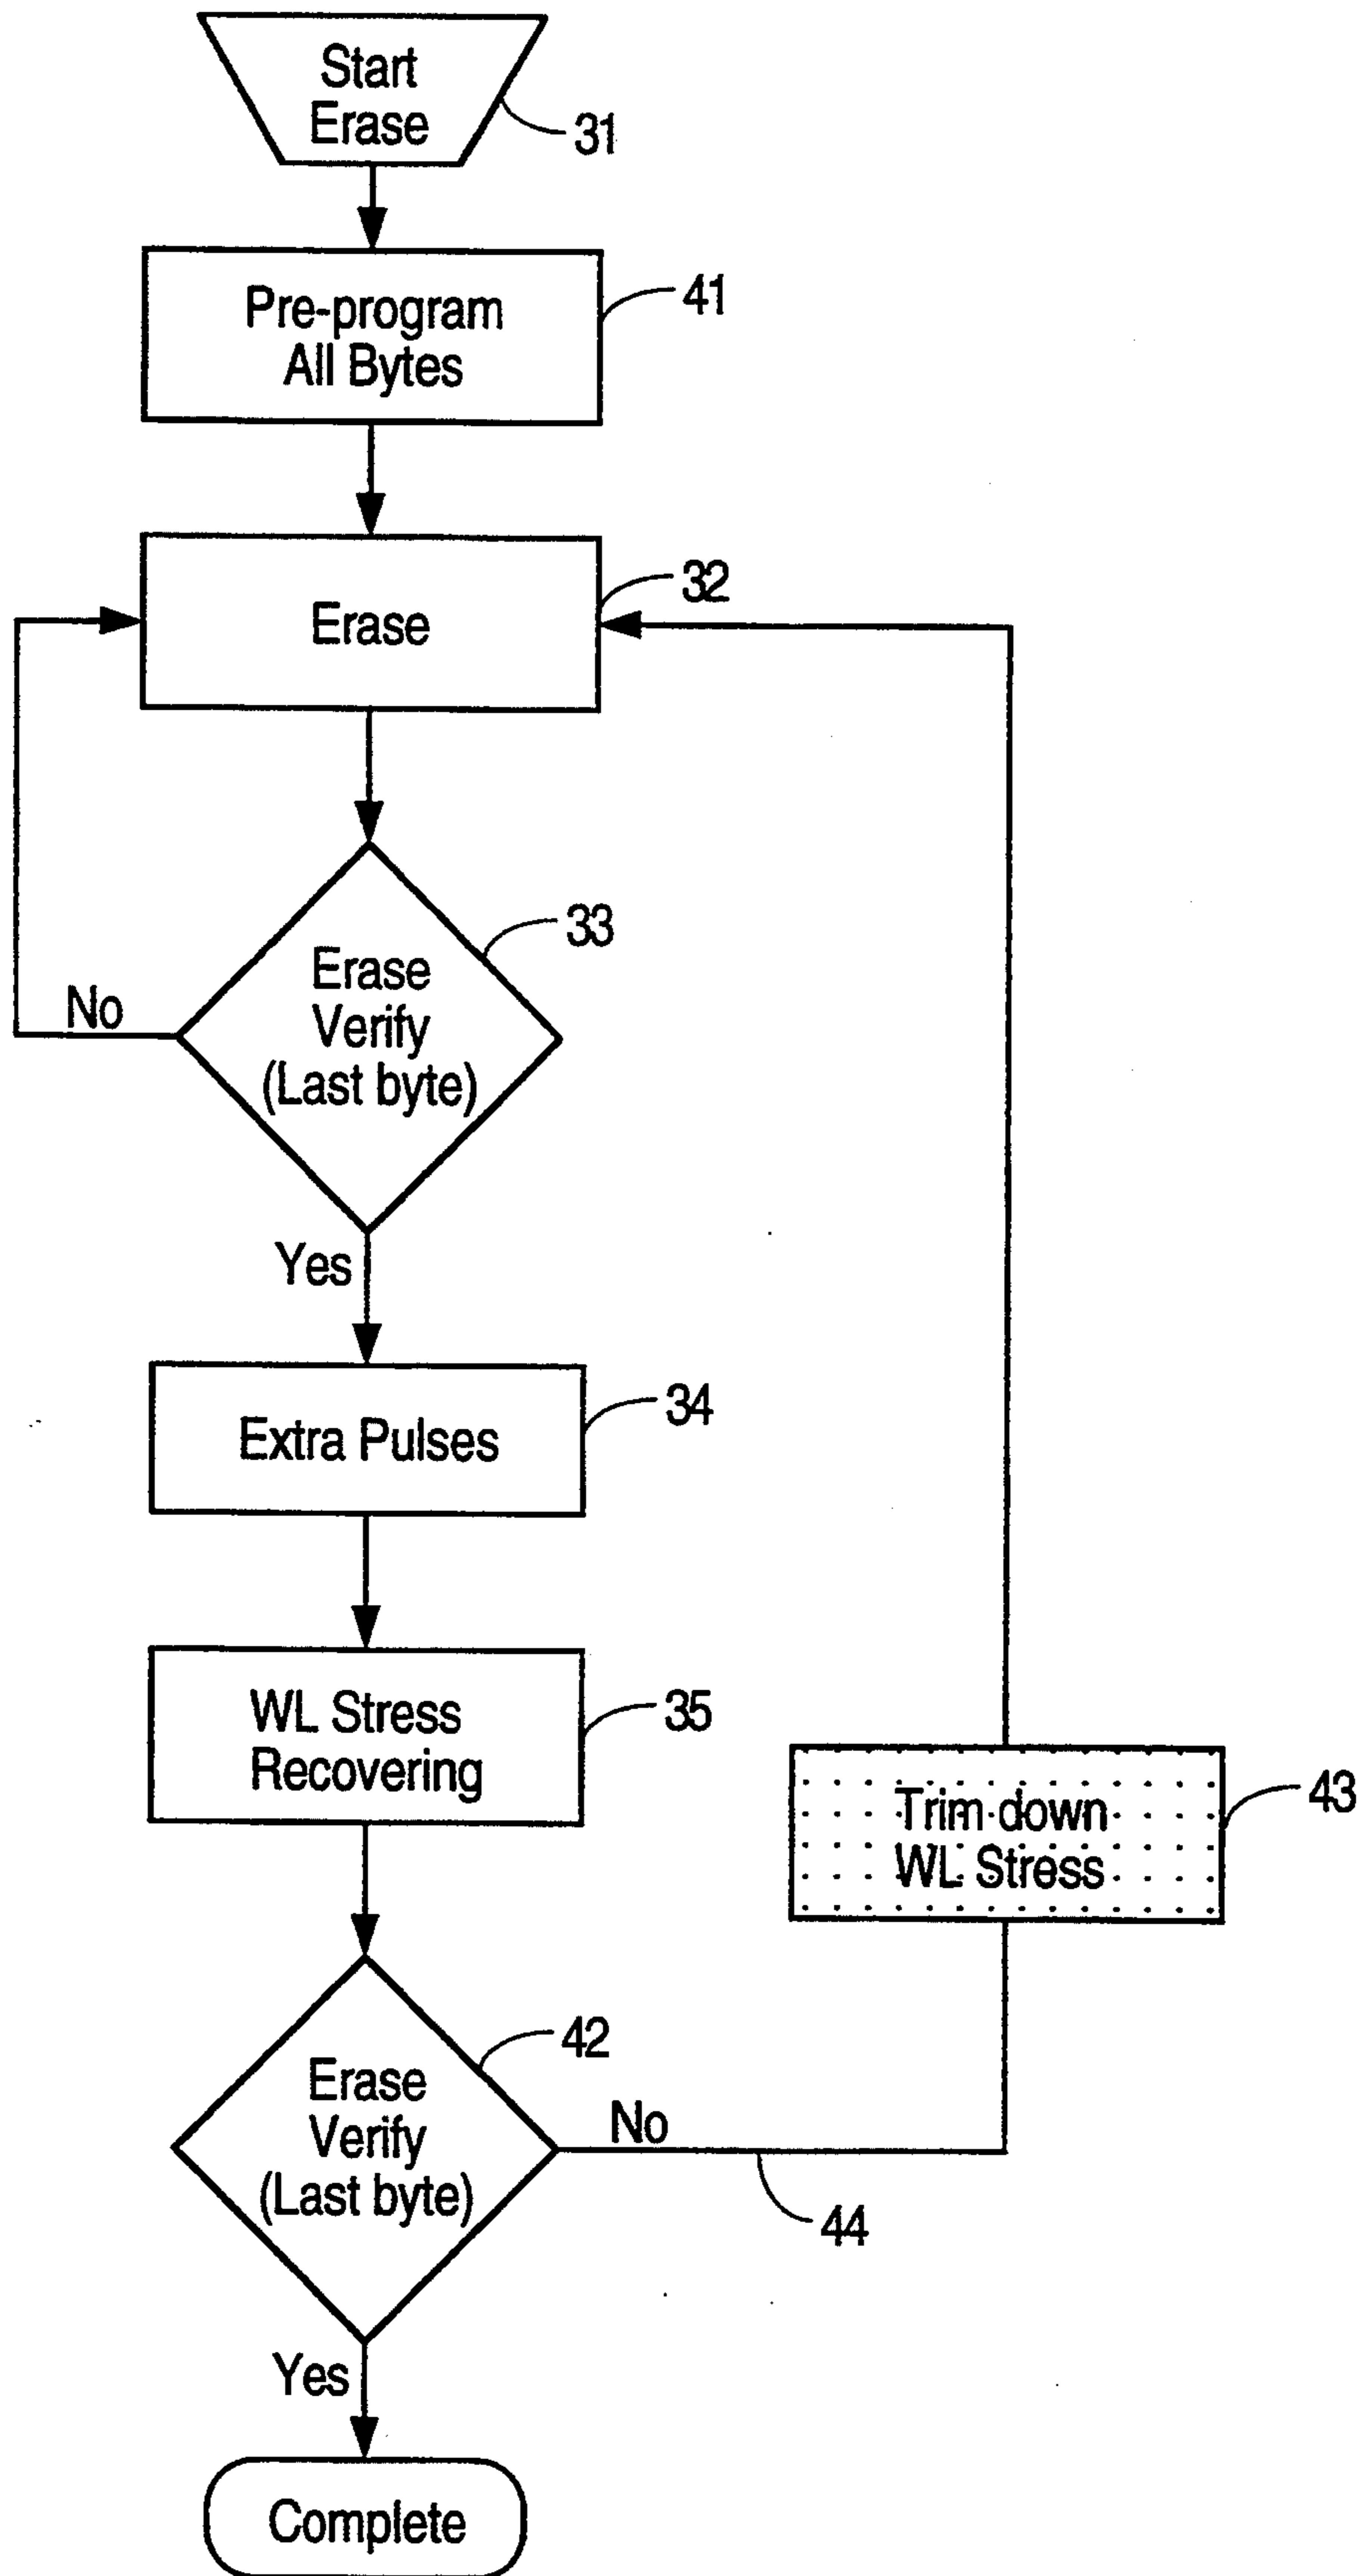 Start
Erase
31
Pre-program
All Bytes
41
Erase
32
Erase
Verify
(Last byte)
33
No
Yes
Extra Pulses
34
WL Stress
Recovering
35
Trim down
WL Stress
43
Erase
Verify
(Last byte)
42
No
44
Yes
Complete